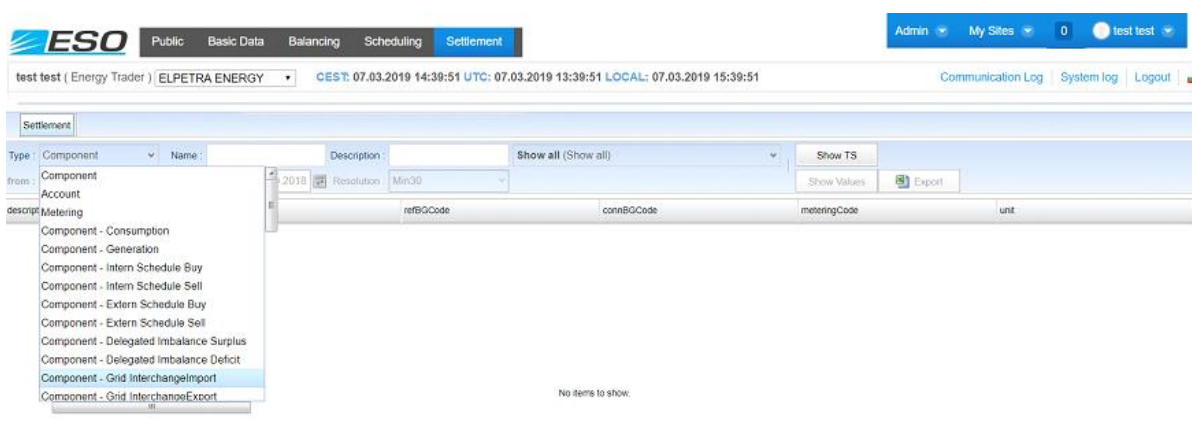 ESO Public Basic Data Balancing Scheduling Settlement Admin My Sites 0 test test
test test ( Energy Trader ) ELPETRA ENERGY CEST: 07.03.2019 14:39:51 UTC: 07.03.2019 13:39:51 LOCAL: 07.03.2019 15:39:51 Communication Log System log Logout
Settlement
Type : Component Name : Description : Show all (Show all) Show TS
from : 2018 Resolution Min30 Show Values Export
descript refBGCode connBGCode meteringCode unit
Component
Account
Metering
Component - Consumption
Component - Generation
Component - Intern Schedule Buy
Component - Intern Schedule Sell
Component - Extern Schedule Buy
Component - Extern Schedule Sell
Component - Delegated Imbalance Surplus
Component - Delegated Imbalance Deficit
Component - Grid InterchangeImport
Component - Grid InterchangeExport
No items to show.